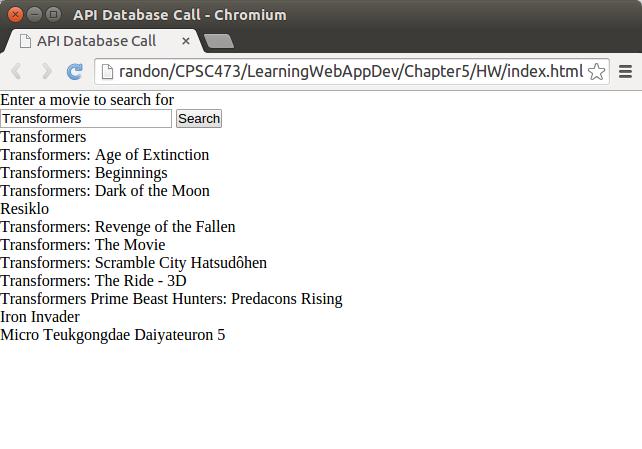 API Database Call - Chromium
API Database Call
randon/CPSC473/LearningWebAppDev/Chapter5/HW/index.html
Enter a movie to search for
Transformers Search
Transformers
Transformers: Age of Extinction
Transformers: Beginnings
Transformers: Dark of the Moon
Resiklo
Transformers: Revenge of the Fallen
Transformers: The Movie
Transformers: Scramble City Hatsudôhen
Transformers: The Ride - 3D
Transformers Prime Beast Hunters: Predacons Rising
Iron Invader
Micro Teukgongdae Daiyateuron 5